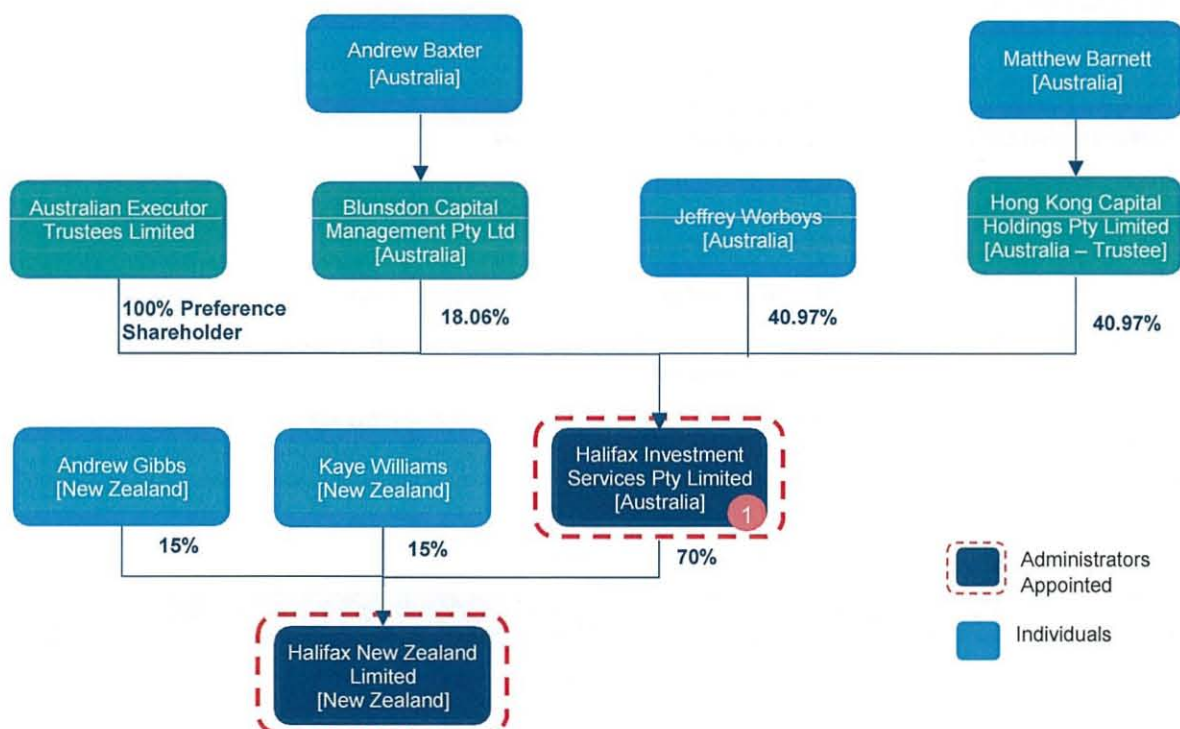 Andrew Baxter
[Australia]
Matthew Barnett
[Australia]
Australian Executor
Trustees Limited
Blunsdon Capital
Management Pty Ltd
[Australia]
Jeffrey Worboys
[Australia]
Hong Kong Capital
Holdings Pty Limited
[Australia – Trustee]
100% Preference
Shareholder
18.06%
40.97%
40.97%
Andrew Gibbs
[New Zealand]
Kaye Williams
[New Zealand]
Halifax Investment
Services Pty Limited
[Australia]
1
15%
15%
70%
Halifax New Zealand
Limited
[New Zealand]
Administrators
Appointed
Individuals